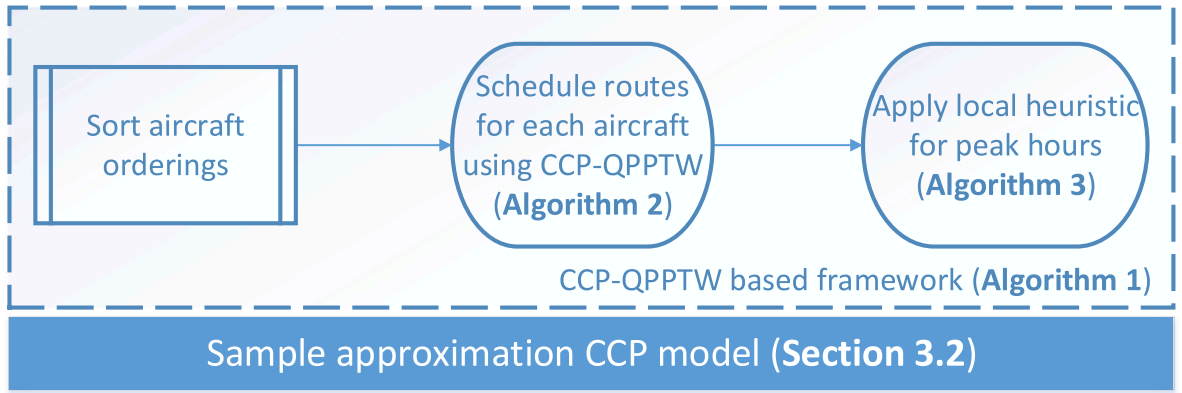 Sort aircraft
orderings
Schedule routes
for each aircraft
using CCP-QPPTW
(Algorithm 2)
Apply local heuristic
for peak hours
(Algorithm 3)
CCP-QPPTW based framework (Algorithm 1)
Sample approximation CCP model (Section 3.2)